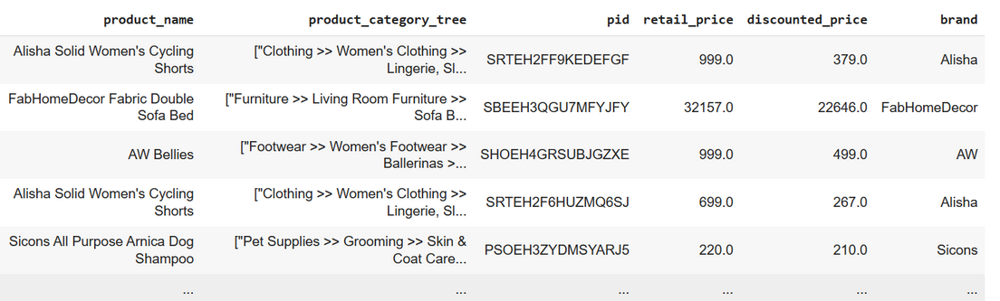 product_name product_category_tree pid retail_price discounted_price brand
Alisha Solid Women's Cycling Shorts ["Clothing >> Women's Clothing >> Lingerie, Sl... SRTEH2FF9KEDEFGF 999.0 379.0 Alisha
FabHomeDecor Fabric Double Sofa Bed ["Furniture >> Living Room Furniture >> Sofa B... SBEEH3QGU7MFYJFY 32157.0 22646.0 FabHomeDecor
AW Bellies ["Footwear >> Women's Footwear >> Ballerinas >... SHOEH4GRSUBJGZXE 999.0 499.0 AW
Alisha Solid Women's Cycling Shorts ["Clothing >> Women's Clothing >> Lingerie, Sl... SRTEH2F6HUZMQ6SJ 699.0 267.0 Alisha
Sicons All Purpose Arnica Dog Shampoo ["Pet Supplies >> Grooming >> Skin & Coat Care... PSOEH3ZYDMSYARJ5 220.0 210.0 Sicons
... ... ... ... ... ...